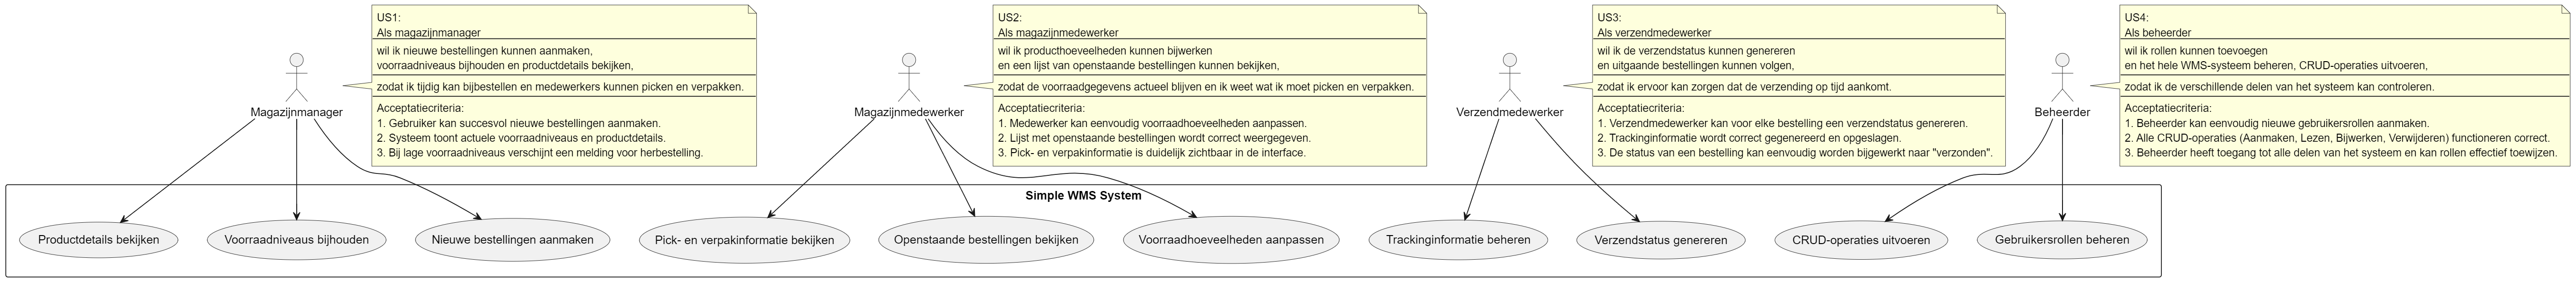 US1:
Als magazijnmanager
wil ik nieuwe bestellingen kunnen aanmaken,
voorraadniveaus bijhouden en productdetails bekijken,
zodat ik tijdig kan bijbestellen en medewerkers kunnen picken en verpakken.
Acceptatiecriteria:
1. Gebruiker kan succesvol nieuwe bestellingen aanmaken.
2. Systeem toont actuele voorraadniveaus en productdetails.
3. Bij lage voorraadniveaus verschijnt een melding voor herbestelling.
Magazijnmanager
US2:
Als magazijnmedewerker
wil ik producthoeveelheden kunnen bijwerken
en een lijst van openstaande bestellingen kunnen bekijken,
zodat de voorraadgegevens actueel blijven en ik weet wat ik moet picken en verpakken.
Acceptatiecriteria:
1. Medewerker kan eenvoudig voorraadhoeveelheden aanpassen.
2. Lijst met openstaande bestellingen wordt correct weergegeven.
3. Pick- en verpakinformatie is duidelijk zichtbaar in de interface.
Magazijnmedewerker
US3:
Als verzendmedewerker
wil ik de verzendstatus kunnen genereren
en uitgaande bestellingen kunnen volgen,
zodat ik ervoor kan zorgen dat de verzending op tijd aankomt.
Acceptatiecriteria:
1. Verzendmedewerker kan voor elke bestelling een verzendstatus genereren.
2. Trackinginformatie wordt correct gegenereerd en opgeslagen.
3. De status van een bestelling kan eenvoudig worden bijgewerkt naar "verzonden".
Verzendmedewerker
US4:
Als beheerder
wil ik rollen kunnen toevoegen
en het hele WMS-systeem beheren, CRUD-operaties uitvoeren,
zodat ik de verschillende delen van het systeem kan controleren.
Acceptatiecriteria:
1. Beheerder kan eenvoudig nieuwe gebruikersrollen aanmaken.
2. Alle CRUD-operaties (Aanmaken, Lezen, Bijwerken, Verwijderen) functioneren correct.
3. Beheerder heeft toegang tot alle delen van het systeem en kan rollen effectief toewijzen.
Beheerder
Simple WMS System
Productdetails bekijken
Voorraadniveaus bijhouden
Nieuwe bestellingen aanmaken
Pick- en verpakinformatie bekijken
Openstaande bestellingen bekijken
Voorraadhoeveelheden aanpassen
Trackinginformatie beheren
Verzendstatus genereren
CRUD-operaties uitvoeren
Gebruikersrollen beheren